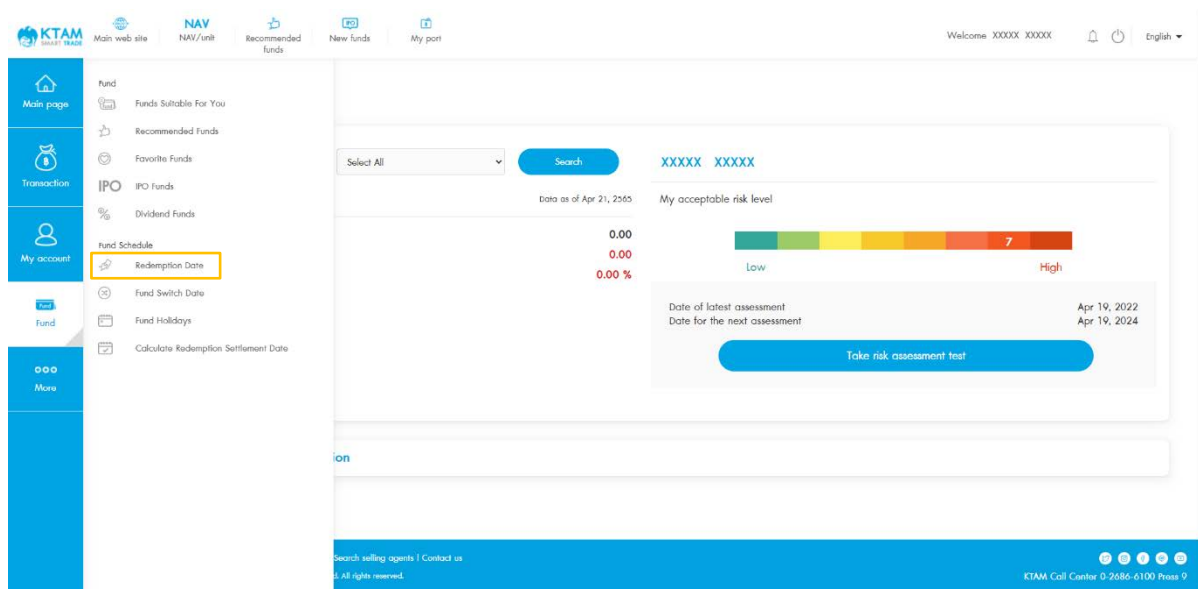 KTAM
SMART TRADE
Main web site
NAV
NAV/unit
Recommended
funds
IPO
New funds
My port
Welcome XXXXX XXXXX
English
Main page
Transaction
My account
Fund
Fund
More
Fund
Funds Suitable For You
Recommended Funds
Favorite Funds
IPO IPO Funds
Dividend Funds
Fund Schedule
Redemption Date
Fund Switch Date
Fund Holidays
Calculate Redemption Settlement Date
Select All
Search
Data as of Apr 21, 2565
0.00
0.00
0.00 %
XXXXX XXXXX
My acceptable risk level
7
Low High
Date of latest assessment Apr 19, 2022
Date for the next assessment Apr 19, 2024
Take risk assessment test
ion
Search selling agents | Contact us
d. All rights reserved.
KTAM Call Center 0-2686-6100 Press 9